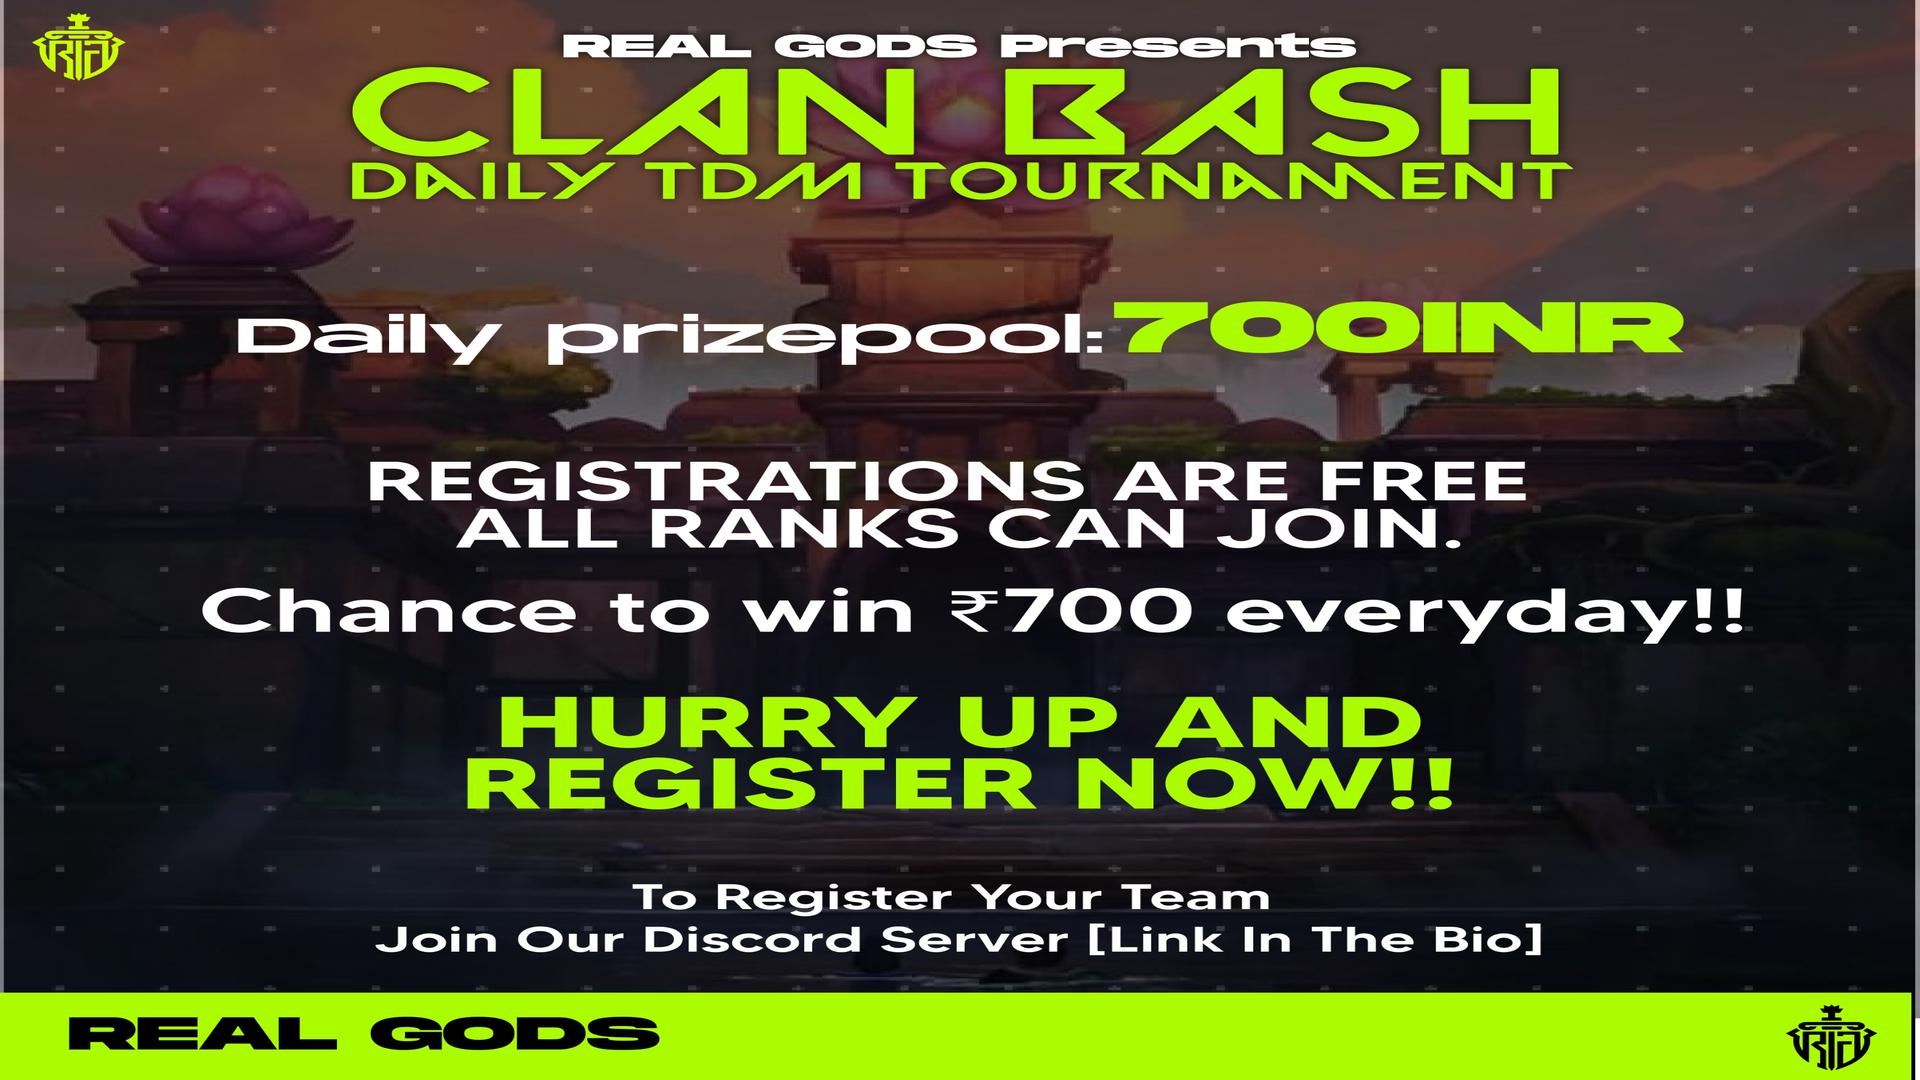 REAL GODS Presents
CLAN BASH
DAILY TDM TOURNAMENT
Daily prizepool: 700INR
REGISTRATIONS ARE FREE
ALL RANKS CAN JOIN.
Chance to win ₹700 everyday!!
HURRY UP AND
REGISTER NOW!!
To Register Your Team
Join Our Discord Server [Link In The Bio]
REAL GODS